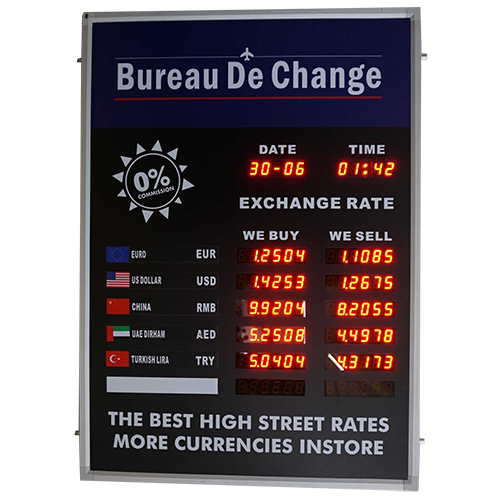 Bureau De Change
DATE TIME
30-06 01:42
0%
COMMISSION
EXCHANGE RATE
WE BUY WE SELL
EURO EUR 1.2504 1.1085
US DOLLAR USD 1.4253 1.2675
CHINA RMB 9.9204 8.2055
UAE DIRHAM AED 5.2508 4.4978
TURKISH LIRA TRY 5.0404 4.3173
THE BEST HIGH STREET RATES
MORE CURRENCIES INSTORE